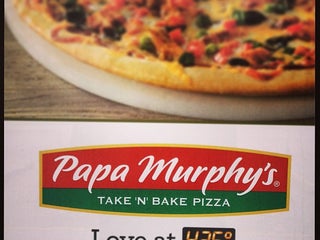 Papa Murphy's®
TAKE 'N' BAKE PIZZA
Love at 425°